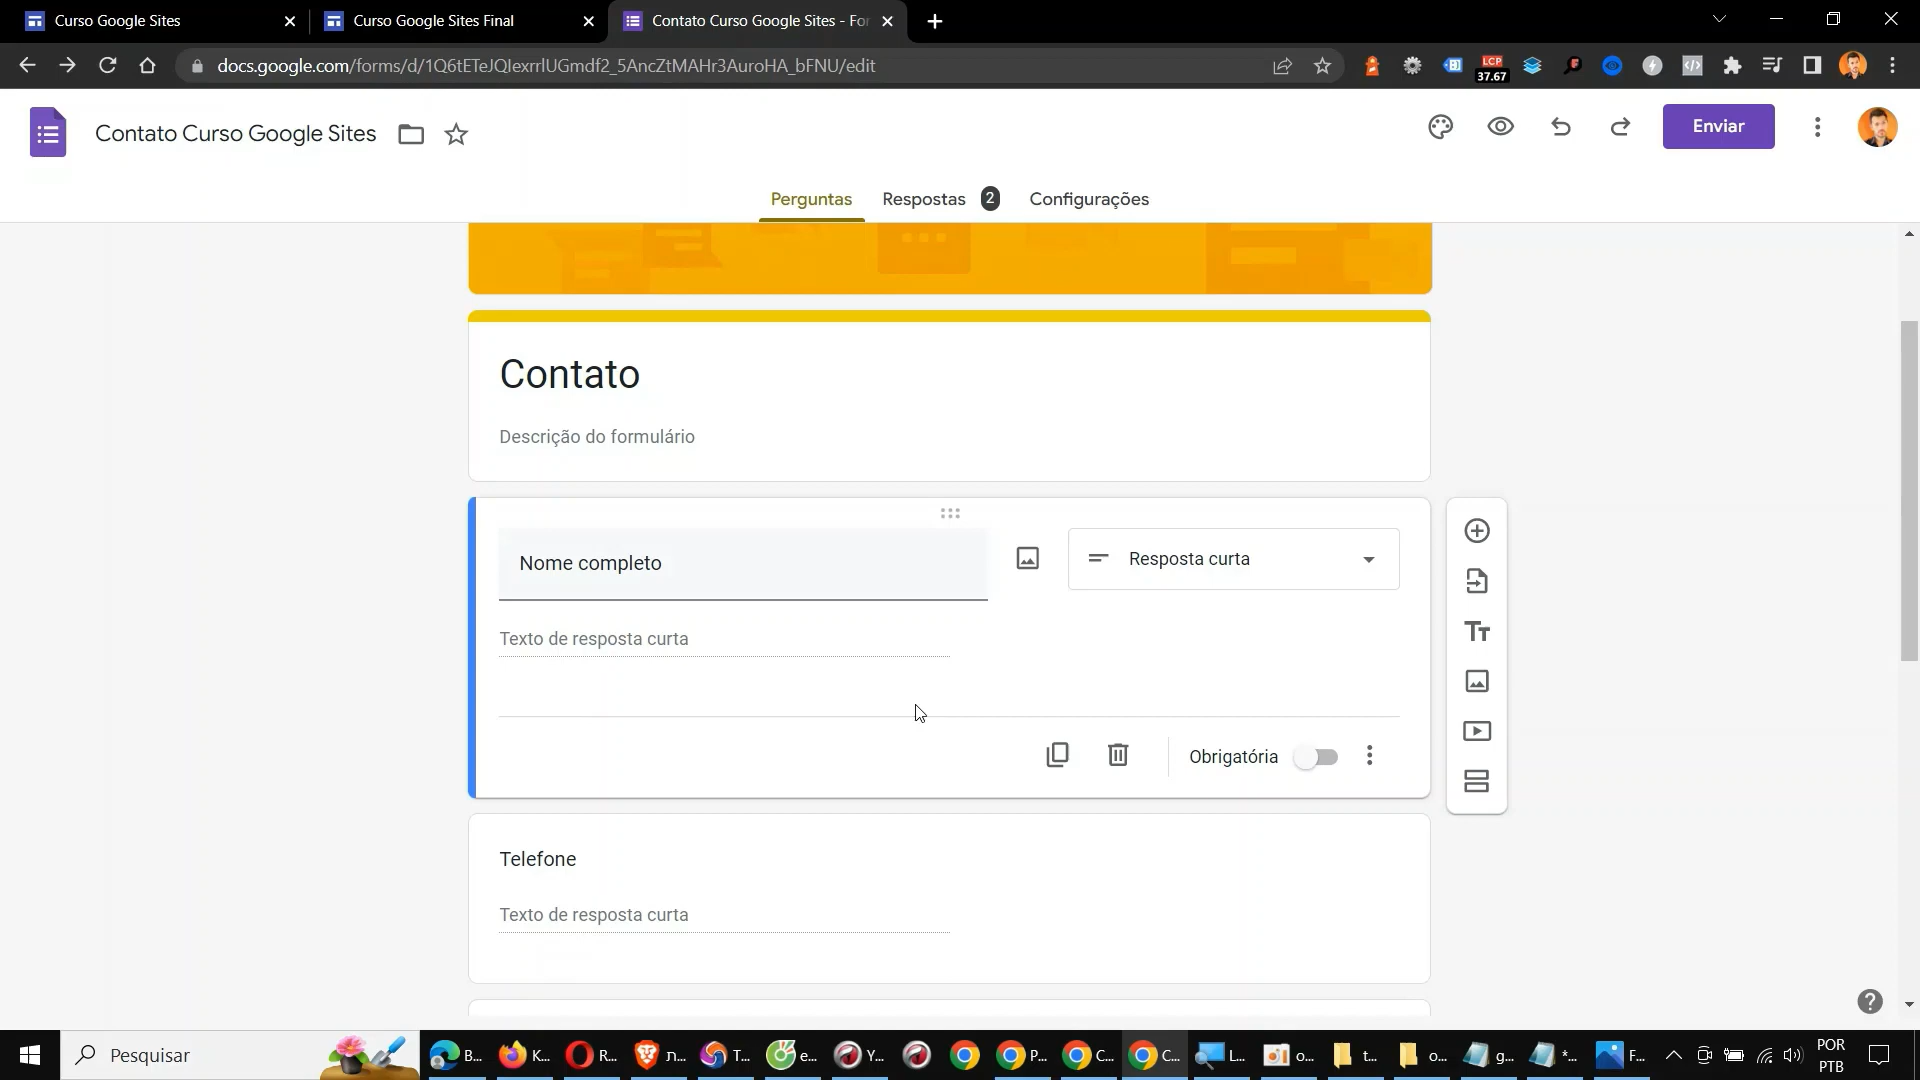 Curso Google Sites
Curso Google Sites Final
Contato Curso Google Sites - For
docs.google.com/forms/d/1Q6tETeJQIexrrlUGmdf2_5AncZtMAHr3AuroHA_bFNU/edit
LCP
37.67
Contato Curso Google Sites
Enviar
Perguntas
Respostas
2
Configurações
Contato
Descrição do formulário
Nome completo
Resposta curta
Texto de resposta curta
Obrigatória
Telefone
Texto de resposta curta
Pesquisar
B...
K...
R...
n...
T...
e...
Y...
P...
C...
C...
L...
o...
t...
o...
g...
*...
F...
POR
PTB